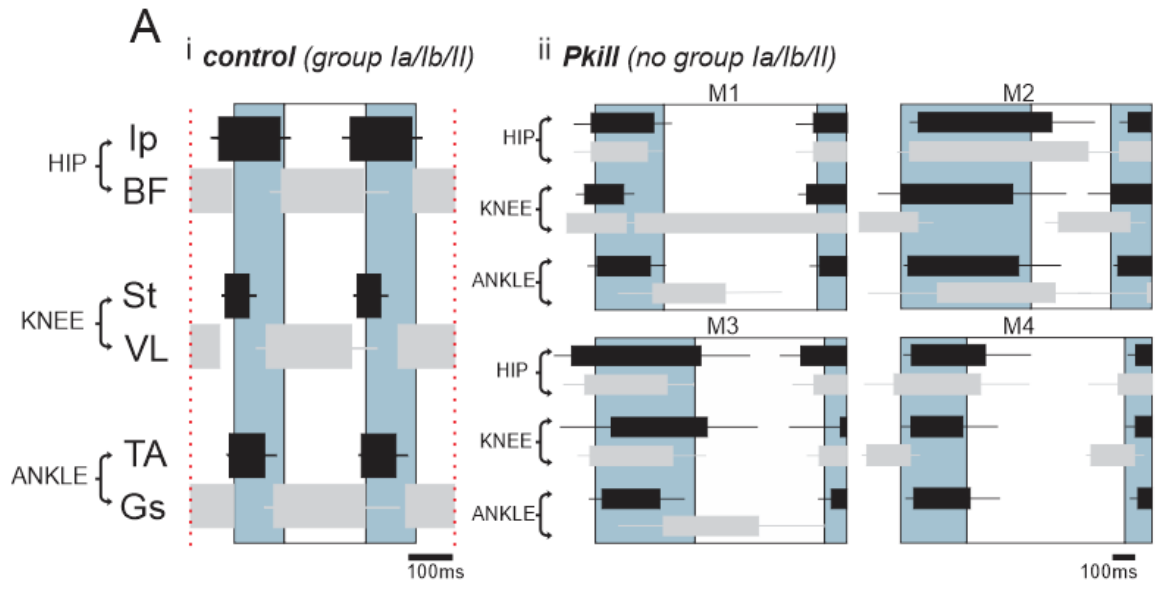 A
i control (group Ia/Ib/II)
ii Pkill (no group Ia/Ib/II)
M1
M2
HIP
Ip
BF
KNEE
St
VL
ANKLE
TA
Gs
100ms
HIP
KNEE
ANKLE
M3
M4
HIP
KNEE
ANKLE
100ms